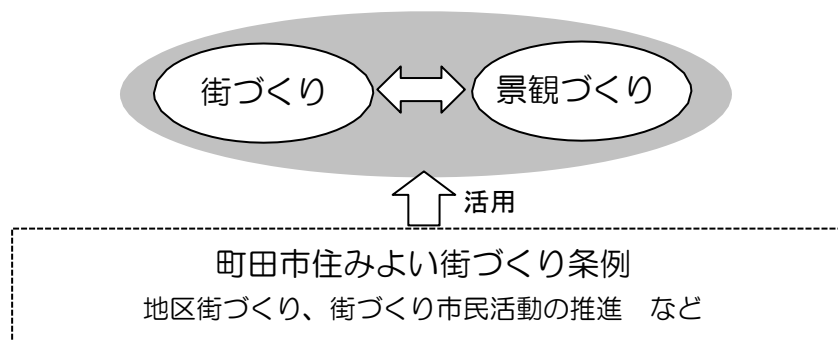 街づくり
景観づくり
活用
町田市住みよい街づくり条例
地区街づくり、街づくり市民活動の推進　など